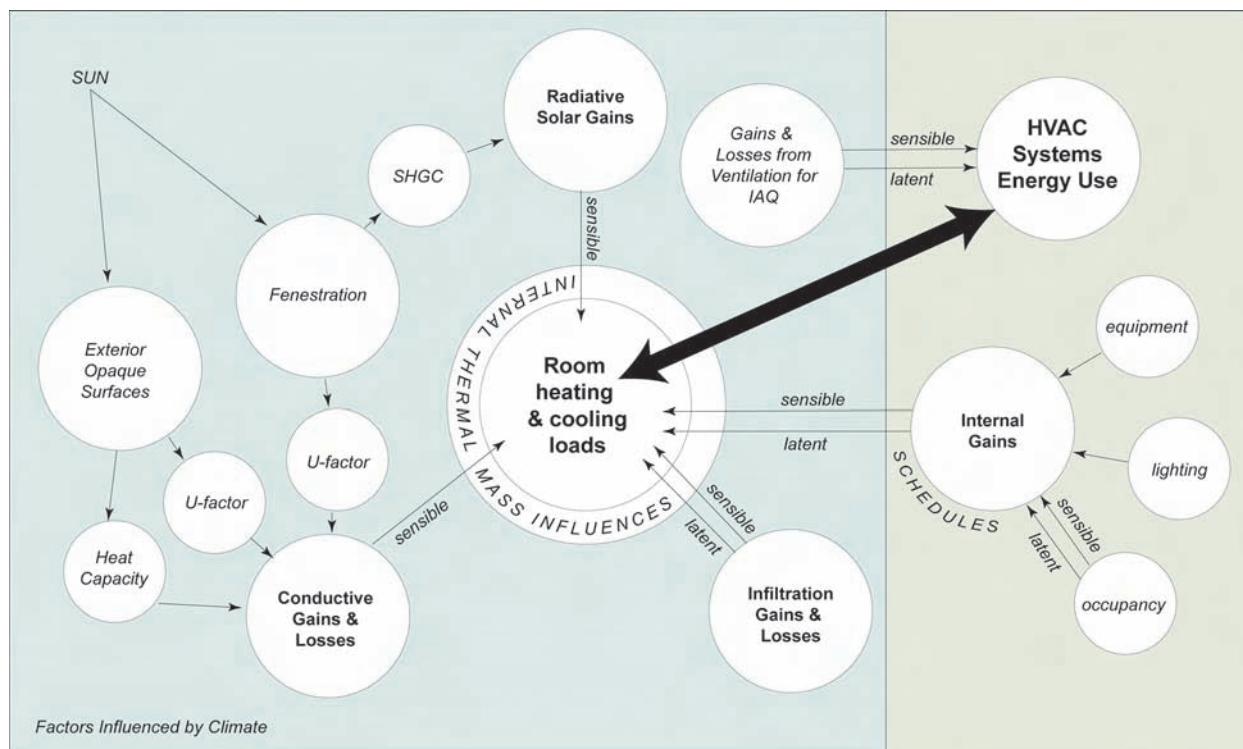 SUN
Radiative
Solar Gains
SHGC
Gains &
Losses from
Ventilation for
IAQ
sensible
latent
HVAC
Systems
Energy Use
sensible
Fenestration
Exterior
Opaque
Surfaces
INTERNAL THERMAL MASS INFLUENCES
Room
heating
& cooling
loads
equipment
sensible
latent
Internal
Gains
SCHEDULES
lighting
U-factor
U-factor
sensible
sensible
latent
sensible
latent
Heat
Capacity
Conductive
Gains &
Losses
Infiltration
Gains &
Losses
occupancy
Factors Influenced by Climate